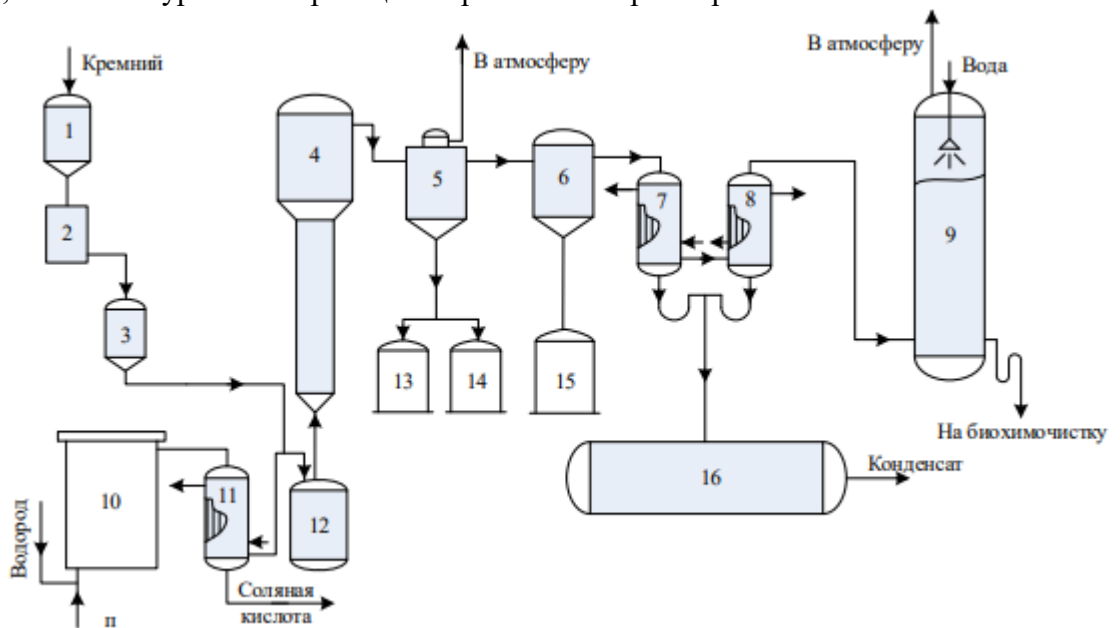 В атмосферу
Кремний
В атмосферу
Вода
1
2
3
4
5
6
7
8
9
13
14
15
На биохимочистку
16
Конденсат
10
11
12
Водород
Соляная
кислота
п